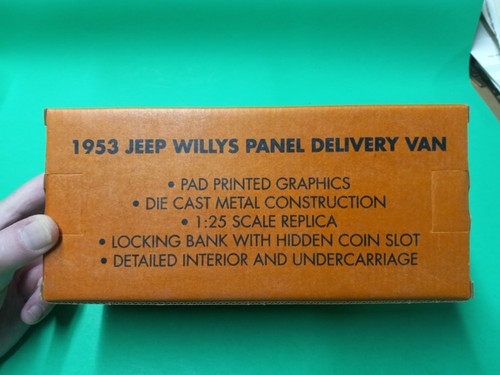 1953 JEEP WILLYS PANEL DELIVERY VAN
• PAD PRINTED GRAPHICS
• DIE CAST METAL CONSTRUCTION
• 1:25 SCALE REPLICA
• LOCKING BANK WITH HIDDEN COIN SLOT
• DETAILED INTERIOR AND UNDERCARRIAGE